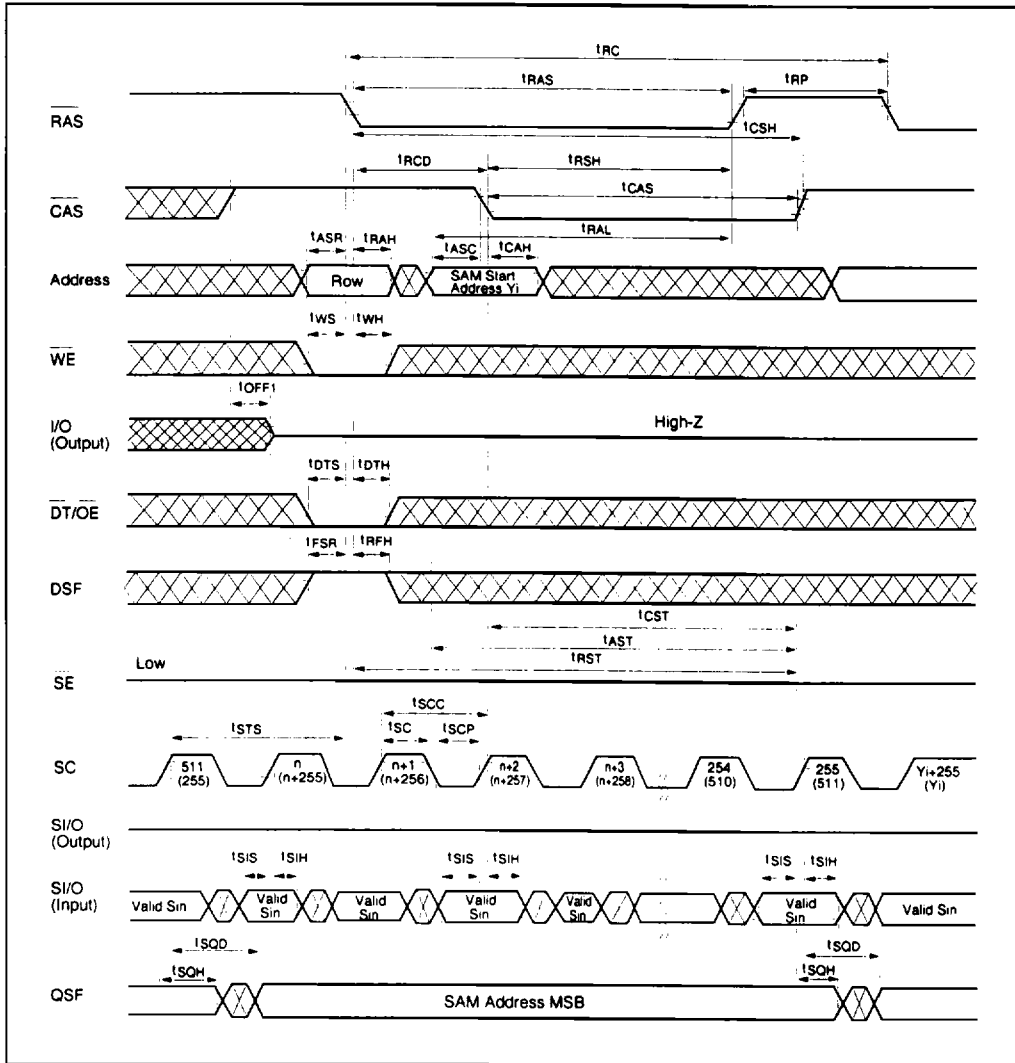 tRC
tRAS
tRP
RAS
tCSH
tRCD
tRSH
tCAS
CAS
tRAL
tASR
tRAH
tASC
tCAH
Address
Row
SAM Start
Address Yi
tWS
tWH
WE
tOFF1
I/O
(Output)
High-Z
tDTS
tDTH
DT/OE
tFSR
tRFH
DSF
tCST
tAST
tRST
Low
SE
tSCC
tSTS
tSC
tSCP
SC
511
(255)
n
(n+255)
n+1
(n+256)
n+2
(n+257)
n+3
(n+258)
254
(510)
255
(511)
Yi+255
(Yi)
SI/O
(Output)
tSIS
tSIH
tSIS
tSIH
tSIS
tSIH
SI/O
(Input)
Valid Sin
Valid
Sin
Valid
Sin
Valid
Sin
Valid
Sin
Valid
Sin
Valid Sin
tSQD
tSQD
tSQH
tSQH
QSF
SAM Address MSB